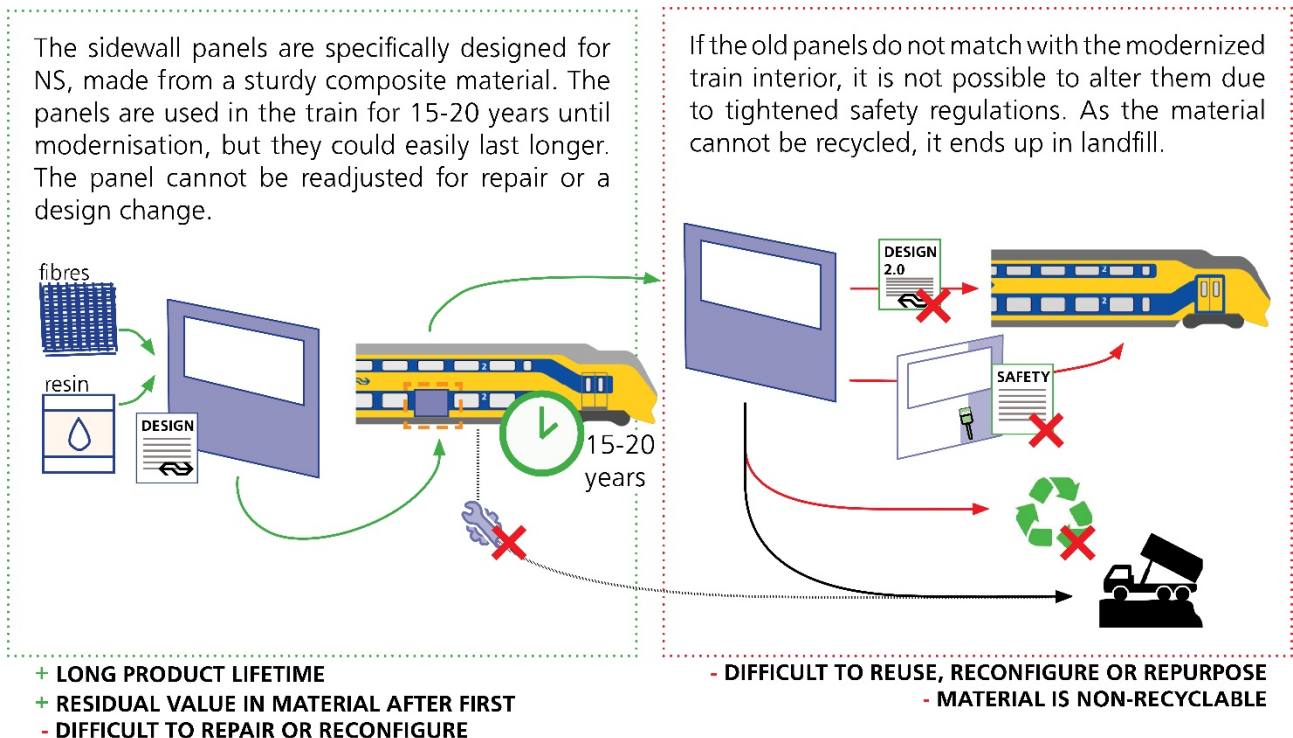 The sidewall panels are specifically designed for
NS, made from a sturdy composite material. The
panels are used in the train for 15-20 years until
modernisation, but they could easily last longer.
The panel cannot be readjusted for repair or a
design change.
fibres
resin
DESIGN
2
2
15-20
years
+ LONG PRODUCT LIFETIME
+ RESIDUAL VALUE IN MATERIAL AFTER FIRST
- DIFFICULT TO REPAIR OR RECONFIGURE
If the old panels do not match with the modernized
train interior, it is not possible to alter them due
to tightened safety regulations. As the material
cannot be recycled, it ends up in landfill.
DESIGN
2.0
2
2
SAFETY
- DIFFICULT TO REUSE, RECONFIGURE OR REPURPOSE
- MATERIAL IS NON-RECYCLABLE